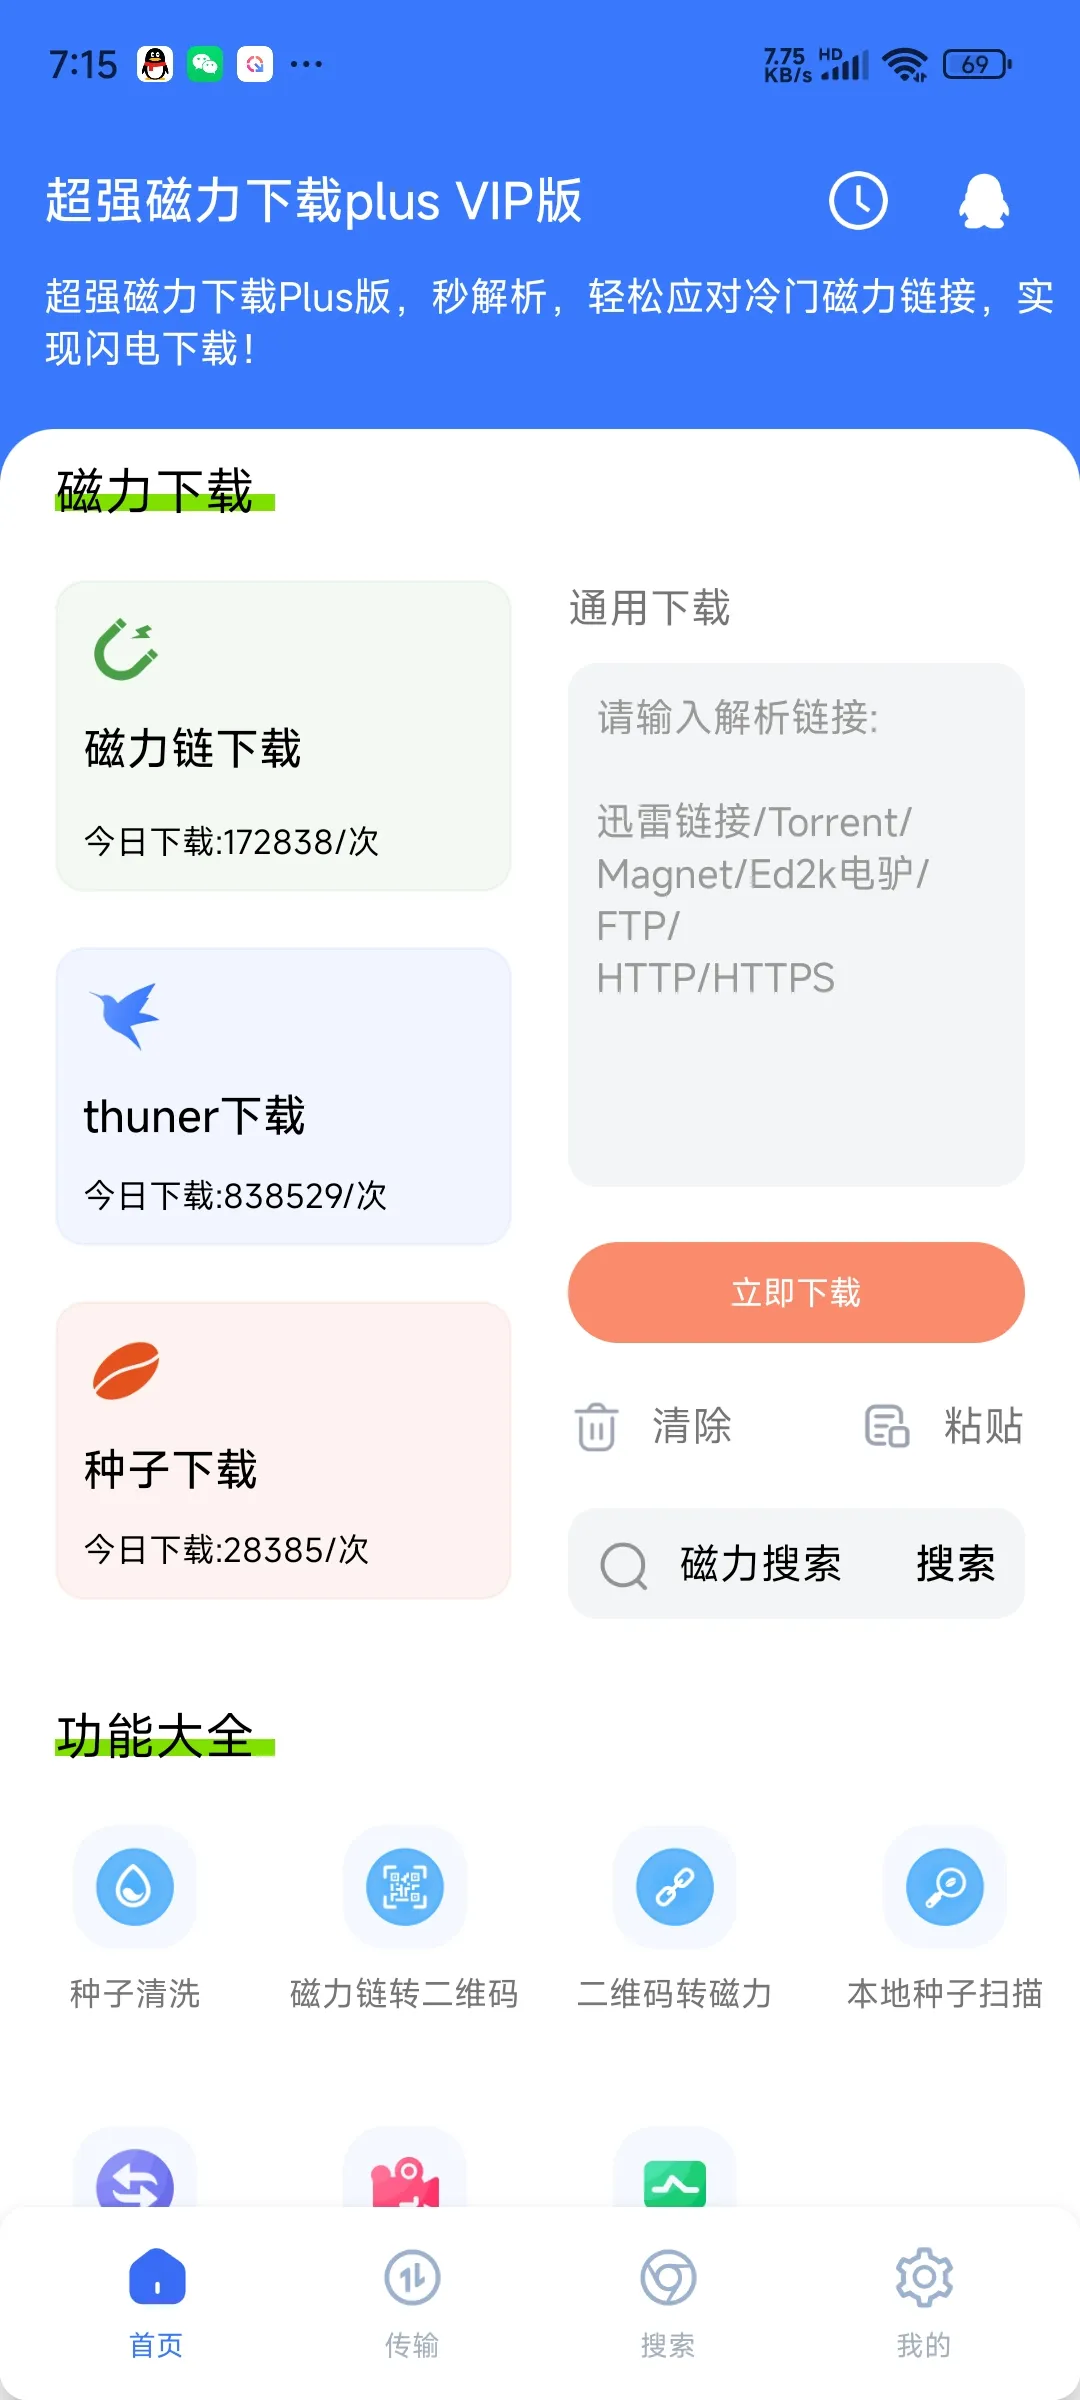 7:15
7.75 KB/s
HD
69
超强磁力下载plus VIP版
超强磁力下载Plus版，秒解析，轻松应对冷门磁力链接，实
现闪电下载！
磁力下载
磁力链下载
今日下载:172838/次
thuner下载
今日下载:838529/次
种子下载
今日下载:28385/次
通用下载
请输入解析链接:
迅雷链接/Torrent/
Magnet/Ed2k电驴/
FTP/
HTTP/HTTPS
立即下载
清除
粘贴
磁力搜索
搜索
功能大全
种子清洗
磁力链转二维码
二维码转磁力
本地种子扫描
首页
传输
搜索
我的